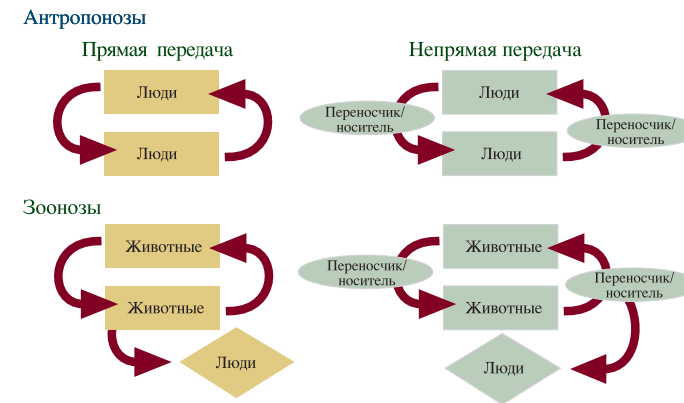 Антропонозы
Прямая передача
Непрямая передача
Люди
Люди
Переносчик/
носитель
Переносчик/
носитель
Люди
Люди
Зоонозы
Животные
Животные
Переносчик/
носитель
Переносчик/
носитель
Животные
Животные
Люди
Люди